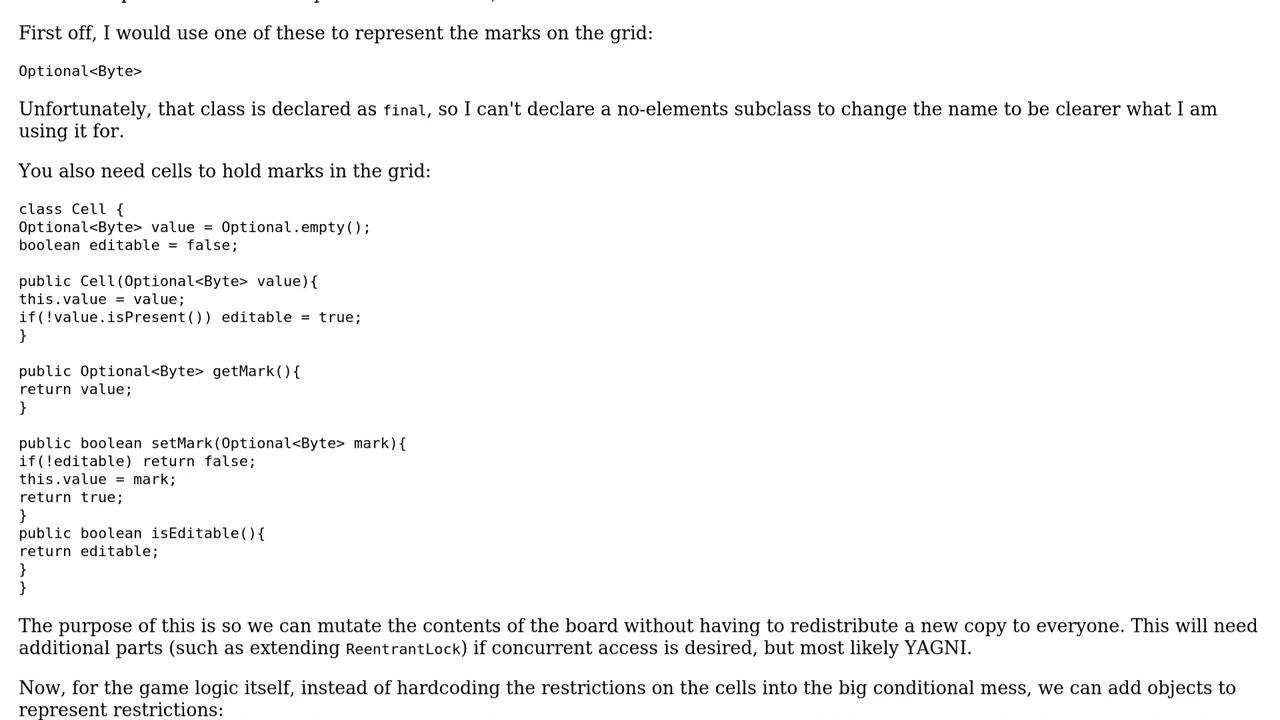 First off, I would use one of these to represent the marks on the grid:
Optional<Byte>
Unfortunately, that class is declared as final, so I can't declare a no-elements subclass to change the name to be clearer what I am
using it for.
You also need cells to hold marks in the grid:
class Cell {
Optional<Byte> value = Optional.empty();
boolean editable = false;
public Cell(Optional<Byte> value){
this.value = value;
if(!value.isPresent()) editable = true;
}
public Optional<Byte> getMark(){
return value;
}
public boolean setMark(Optional<Byte> mark){
if(!editable) return false;
this.value = mark;
return true;
}
public boolean isEditable(){
return editable;
}
}
The purpose of this is so we can mutate the contents of the board without having to redistribute a new copy to everyone. This will need
additional parts (such as extending ReentrantLock) if concurrent access is desired, but most likely YAGNI.
Now, for the game logic itself, instead of hardcoding the restrictions on the cells into the big conditional mess, we can add objects to
represent restrictions: